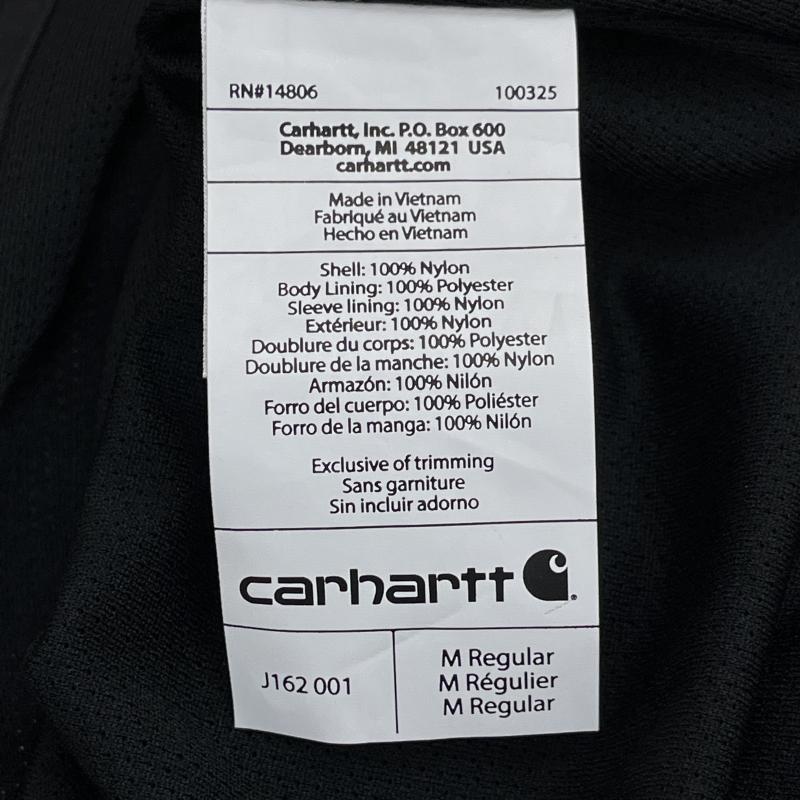 RN#14806 100325
Carhartt, Inc. P.O. Box 600
Dearborn, MI 48121 USA
carhartt.com
Made in Vietnam
Fabriqué au Vietnam
Hecho en Vietnam
Shell: 100% Nylon
Body Lining: 100% Polyester
Sleeve lining: 100% Nylon
Extérieur: 100% Nylon
Doublure du corps: 100% Polyester
Doublure de la manche: 100% Nylon
Armazón: 100% Nilón
Forro del cuerpo: 100% Poliéster
Forro de la manga: 100% Nilón
Exclusive of trimming
Sans garniture
Sin incluir adorno
carhartt
J162 001
M Regular
M Régulier
M Regular